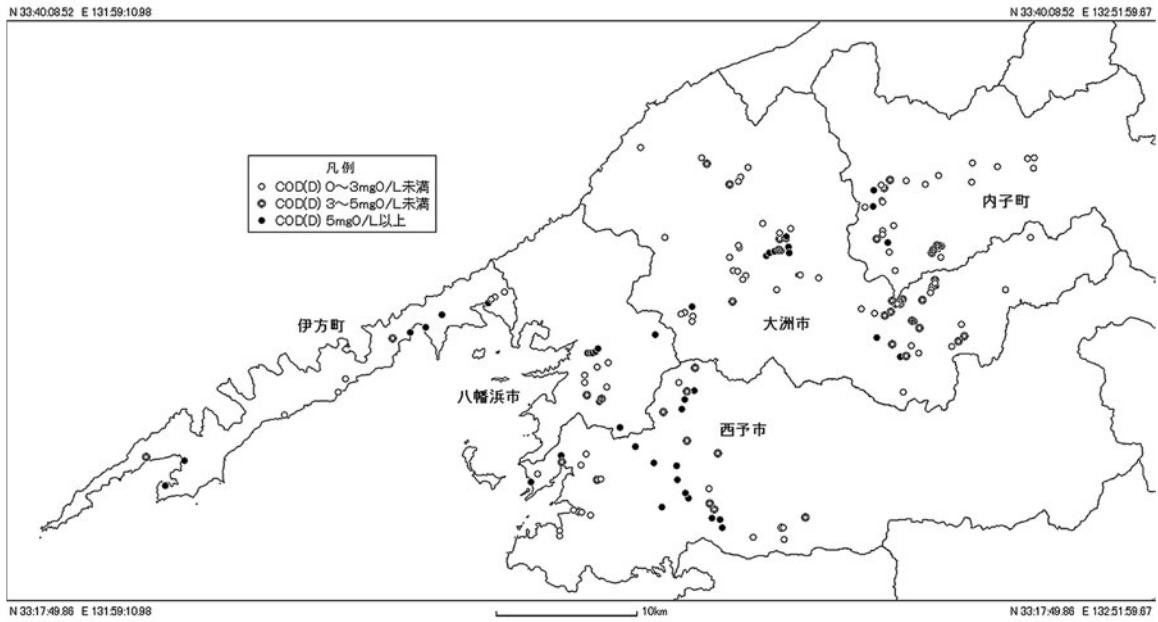 N 33:40:08.52 E 131:59:10.98
N 33:40:08.52 E 132:51:59.67
凡例
○ COD(D) 0～3mgO/L未満
◎ COD(D) 3～5mgO/L未満
● COD(D) 5mgO/L以上
内子町
伊方町
大洲市
八幡浜市
西予市
N 33:17:49.86 E 131:59:10.98
10km
N 33:17:49.86 E 132:51:59.67